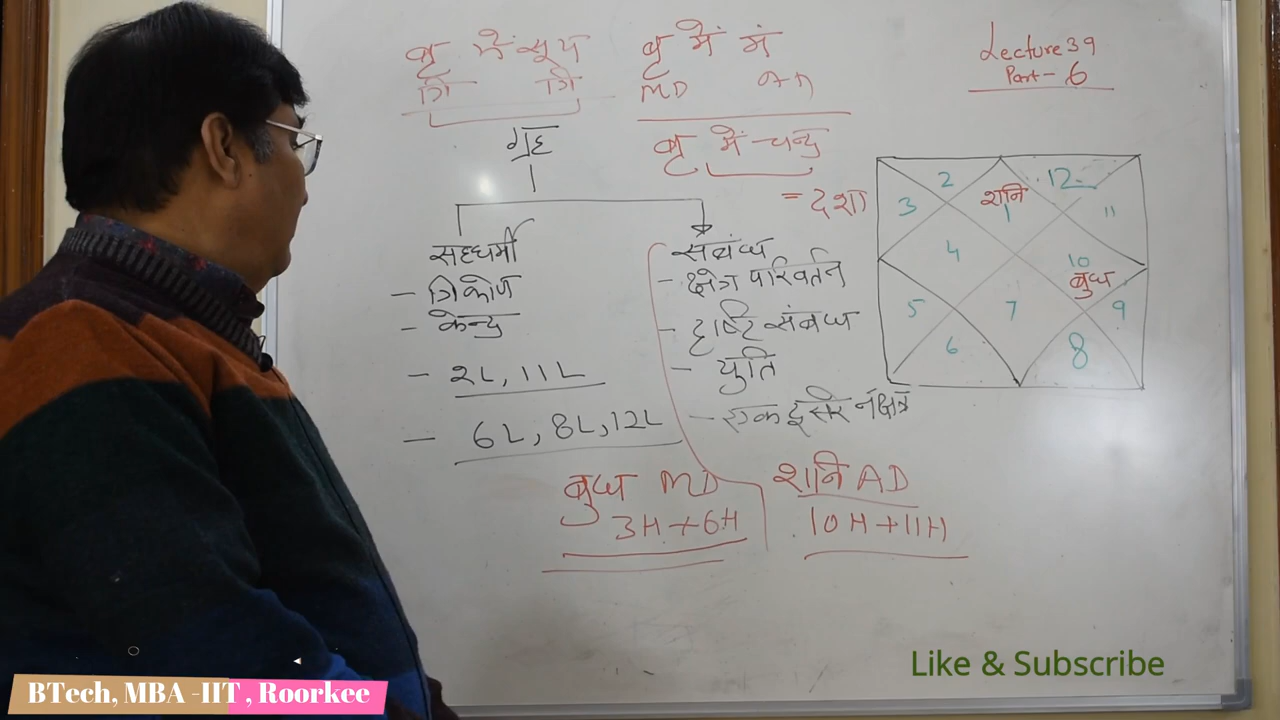 बृ में सूर्य
त्रि त्रि
बृ में मं
MD AD
बृ में चन्द्र
= दशा
ग्रह
सहधर्मी
- त्रिकोण
- केन्द्र
- 2L, 11L
- 6L, 8L, 12L
संबंध
- क्षेत्र परिवर्तन
- दृष्टि संबंध
- युति
- एक दूसरे नक्षत्र
बुध MD
3H + 6H
शनि AD
10H + 11H
Lecture 39
Part - 6
2
शनि
12
3
1
11
4
10
बुध
5
7
9
6
8
Like & Subscribe
BTech, MBA -IIT , Roorkee